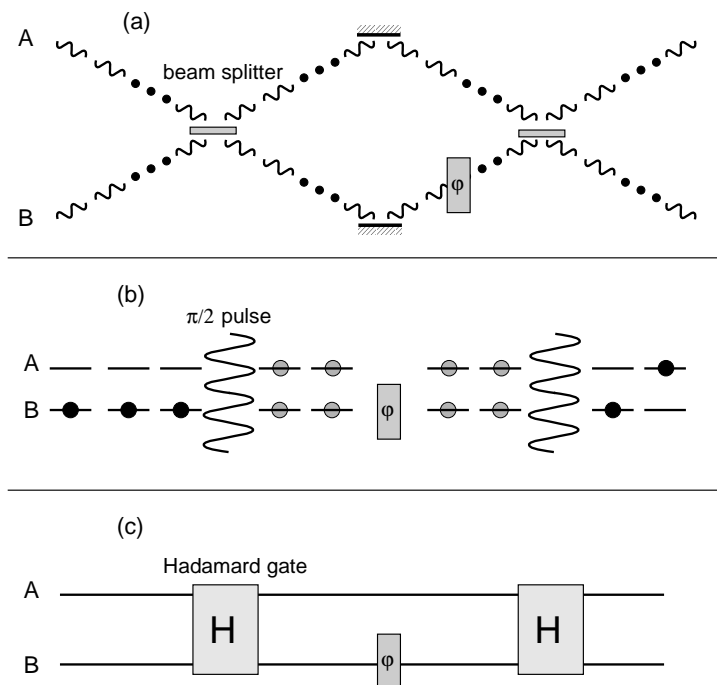 (a)
A
beam splitter
φ
B
(b)
π/2 pulse
A
B
φ
(c)
Hadamard gate
A
H
H
B
φ